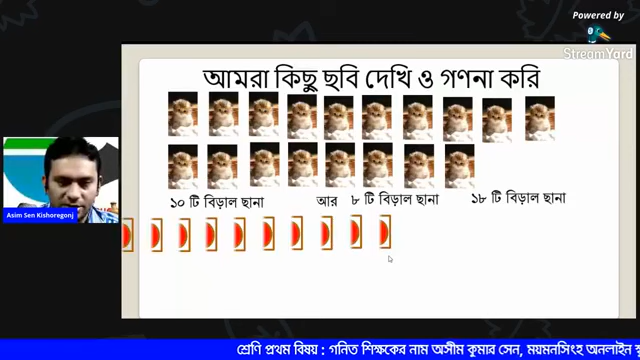 Powered by
StreamYard
আমরা কিছু ছবি দেখি ও গণনা করি
১০ টি বিড়াল ছানা আর ৮ টি বিড়াল ছানা ১৮ টি বিড়াল ছানা
Asim Sen Kishoregonj
শ্রেণি প্রথম বিষয় : গনিত শিক্ষকের নাম অসীম কুমার সেন, ময়মনসিংহ অনলাইন